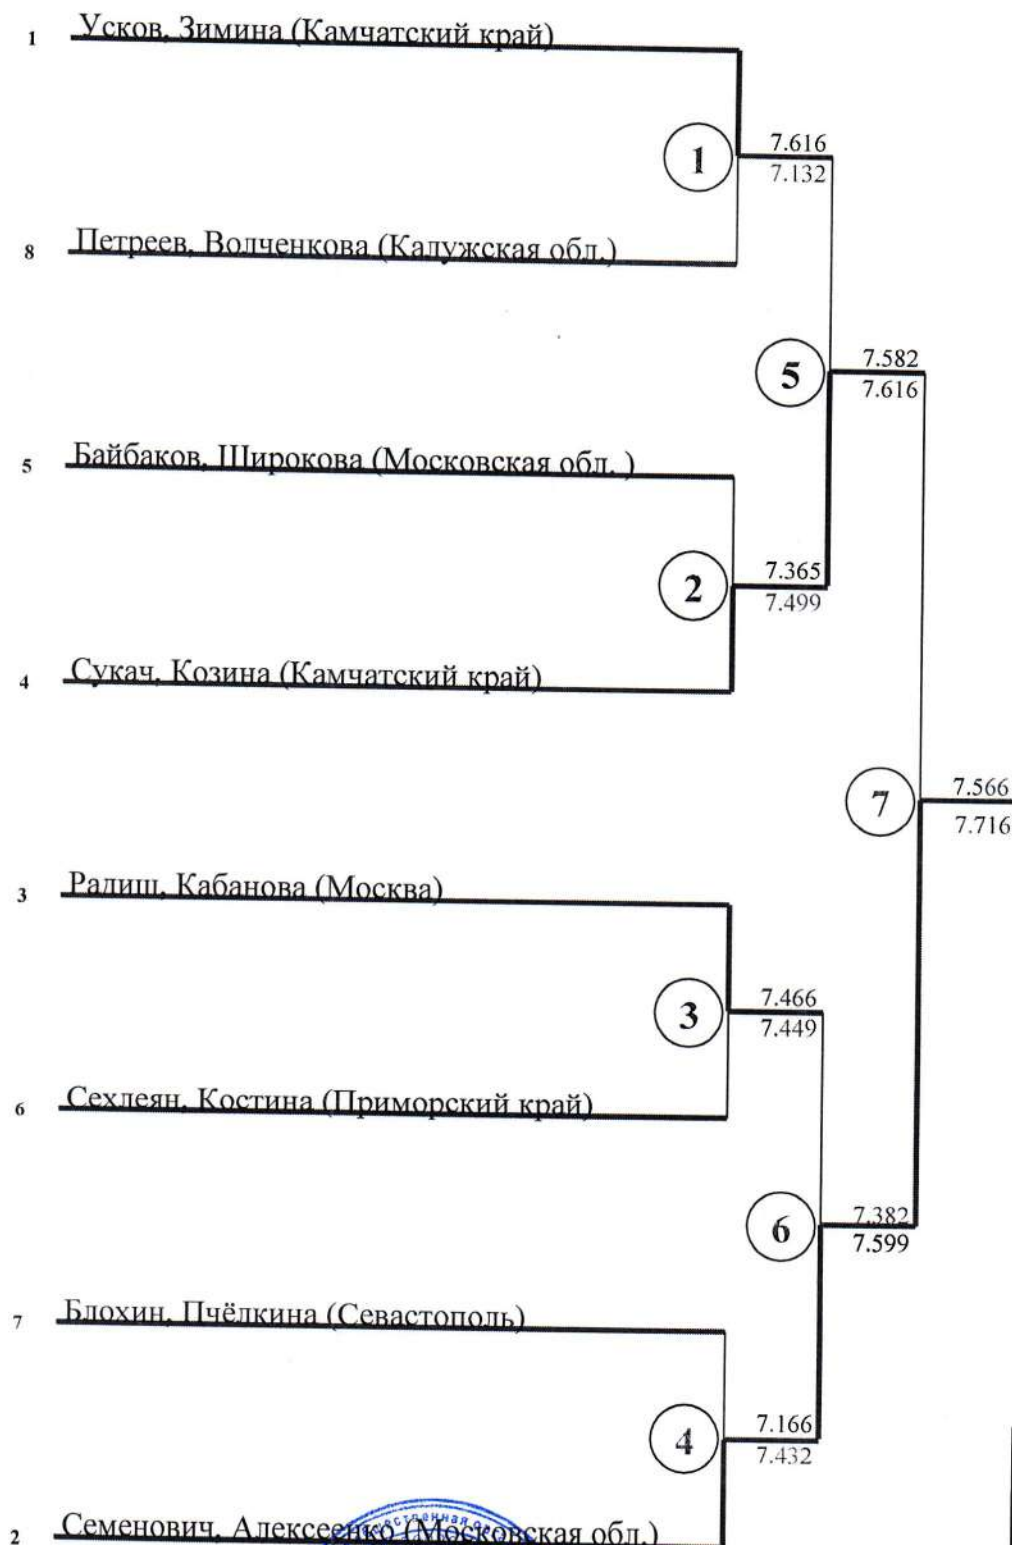 1 Усков, Зимина (Камчатский край)
1 7.616
7.132
8 Петреев, Волченкова (Калужская обл.)
5 7.582
7.616
5 Байбаков, Широкова (Московская обл. )
2 7.365
7.499
4 Сукач, Козина (Камчатский край)
7 7.566
7.716
3 Радиш, Кабанова (Москва)
3 7.466
7.449
6 Сехлеян, Костина (Приморский край)
6 7.382
7.599
7 Блохин, Пчёлкина (Севастополь)
4 7.166
7.432
2 Семенович, Алексеенко (Московская обл.)